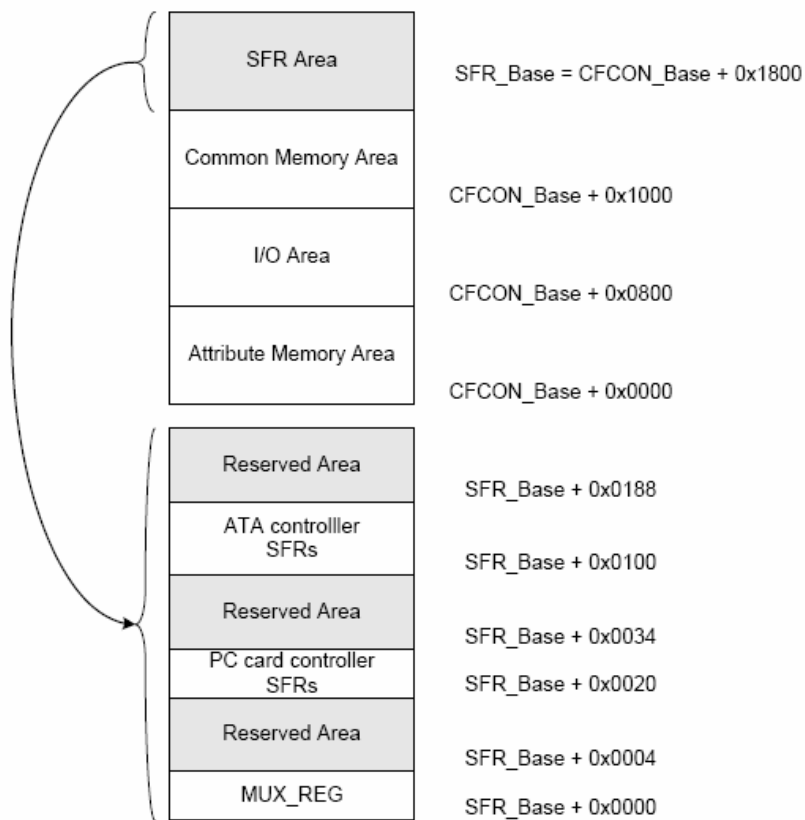 SFR Area
SFR_Base = CFCON_Base + 0x1800
Common Memory Area
CFCON_Base + 0x1000
I/O Area
CFCON_Base + 0x0800
Attribute Memory Area
CFCON_Base + 0x0000
Reserved Area
SFR_Base + 0x0188
ATA controlller
SFRs
SFR_Base + 0x0100
Reserved Area
SFR_Base + 0x0034
PC card controller
SFRs
SFR_Base + 0x0020
Reserved Area
SFR_Base + 0x0004
MUX_REG
SFR_Base + 0x0000